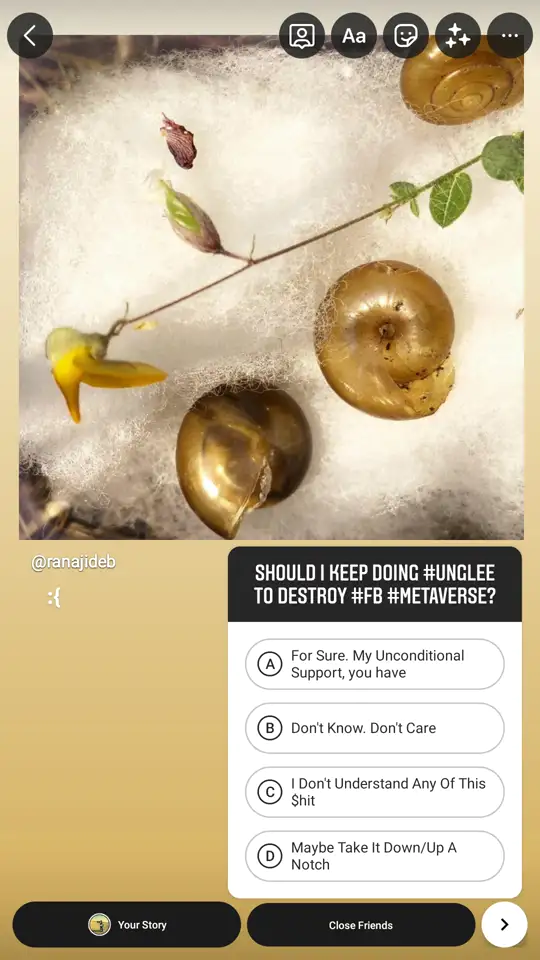 Aa
@ranajideb
:{
SHOULD I KEEP DOING #UNGLEE
TO DESTROY #FB #METAVERSE?
A
For Sure. My Unconditional
Support, you have
B
Don't Know. Don't Care
C
I Don't Understand Any Of This
$hit
D
Maybe Take It Down/Up A
Notch
Your Story
Close Friends